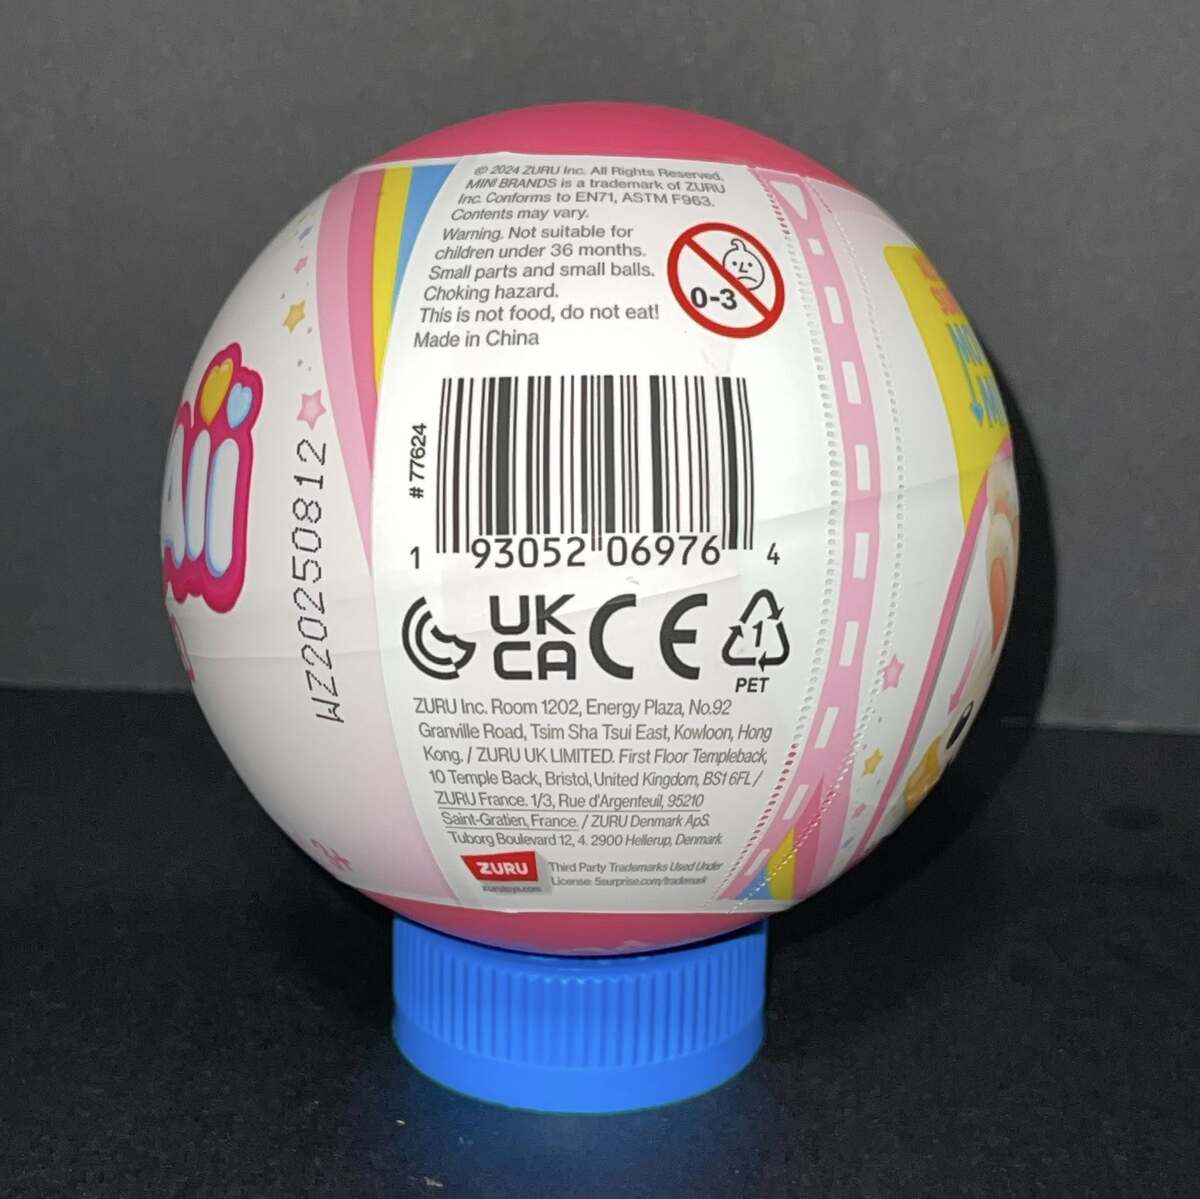 © 2024 ZURU Inc. All Rights Reserved.
MINI BRANDS is a trademark of ZURU
Inc. Conforms to EN71, ASTM F963.
Contents may vary.
Warning. Not suitable for
children under 36 months.
Small parts and small balls.
Choking hazard.
This is not food, do not eat!
Made in China
0-3
# 77624
1 93052 06976 4
WZ20250812
UK
CA
CE
1
PET
ZURU Inc. Room 1202, Energy Plaza, No.92
Granville Road, Tsim Sha Tsui East, Kowloon, Hong
Kong. / ZURU UK LIMITED. First Floor Templeback,
10 Temple Back, Bristol, United Kingdom, BS1 6FL /
ZURU France. 1/3, Rue d'Argenteuil, 95210
Saint-Gratien, France. / ZURU Denmark ApS.
Tuborg Boulevard 12, 4. 2900 Hellerup, Denmark.
ZURU
zurutoys.com
Third Party Trademarks Used Under
License: 5surprise.com/trademark